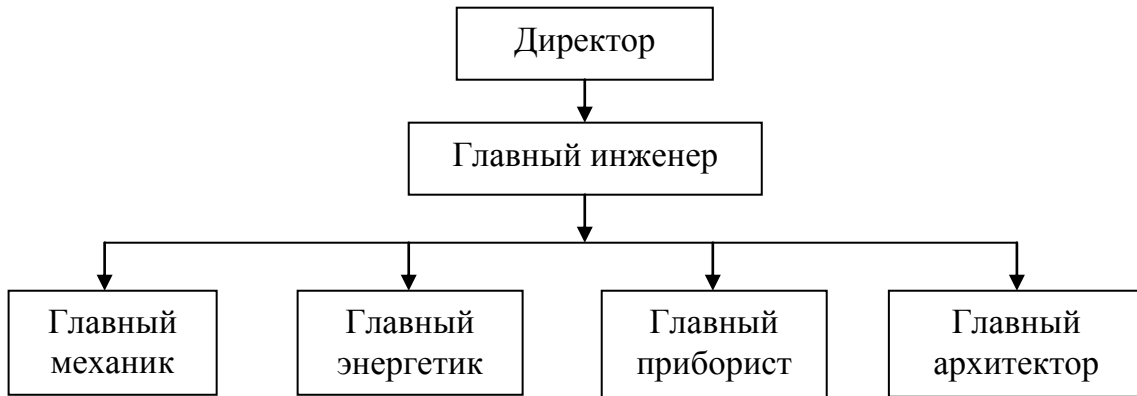 Директор
Главный инженер
Главный
механик
Главный
энергетик
Главный
приборист
Главный
архитектор